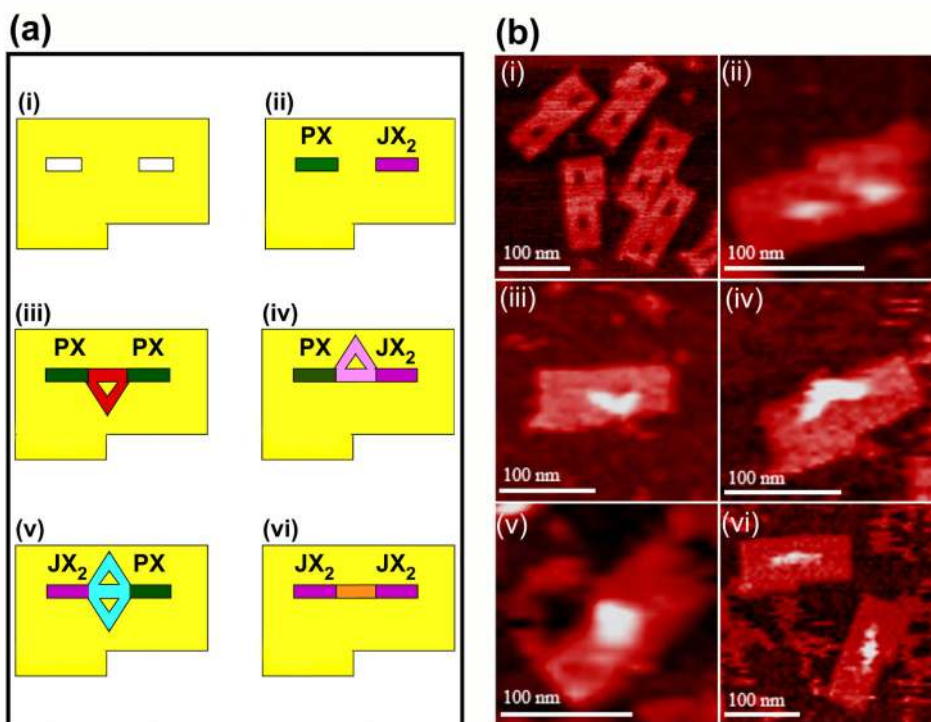 (a)
(i)
(ii)
PX JX₂
(iii)
PX PX
(iv)
PX JX₂
(v)
JX₂ PX
(vi)
JX₂ JX₂
(b)
(i)
100 nm
(ii)
100 nm
(iii)
100 nm
(iv)
100 nm
(v)
100 nm
(vi)
100 nm